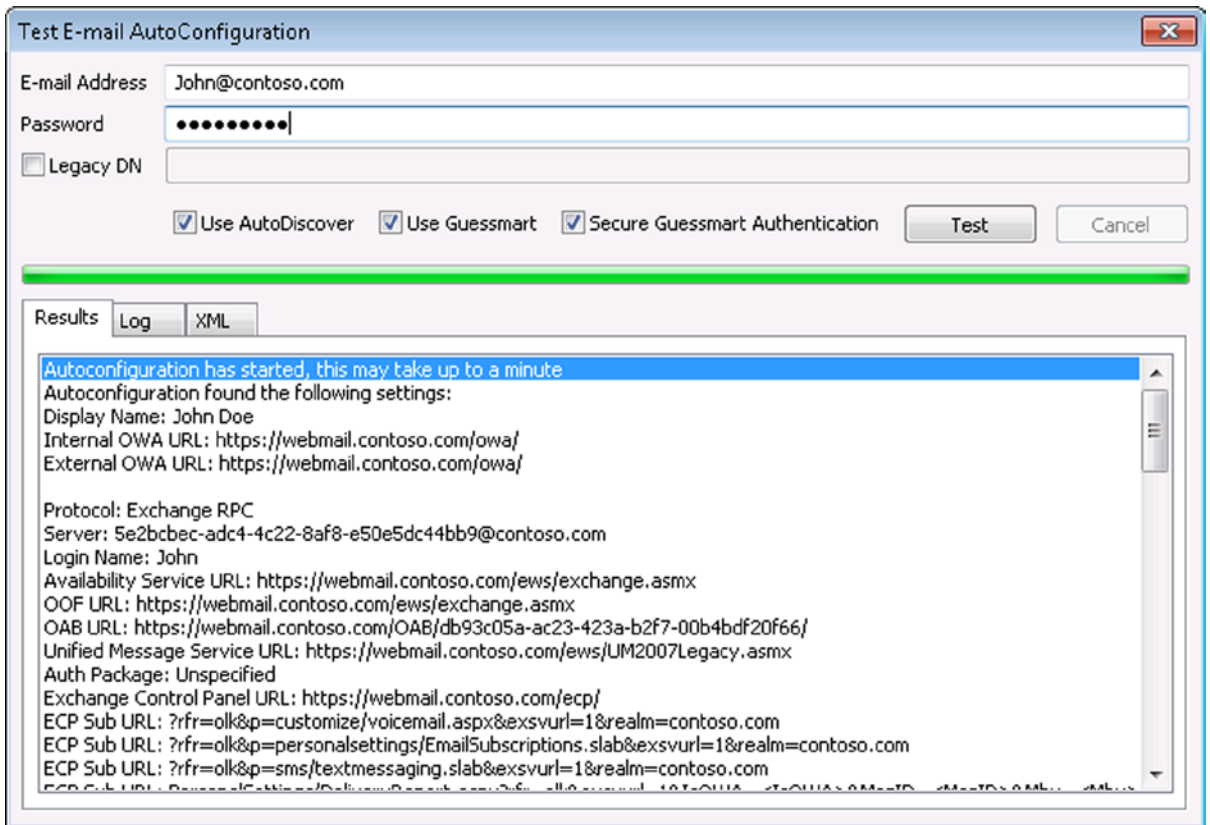 Test E-mail AutoConfiguration
E-mail Address John@contoso.com
Password •••••••••
Legacy DN
Use AutoDiscover Use Guessmart Secure Guessmart Authentication Test Cancel
Results Log XML
Autoconfiguration has started, this may take up to a minute
Autoconfiguration found the following settings:
Display Name: John Doe
Internal OWA URL: https://webmail.contoso.com/owa/
External OWA URL: https://webmail.contoso.com/owa/
Protocol: Exchange RPC
Server: 5e2bcbec-adc4-4c22-8af8-e50e5dc44bb9@contoso.com
Login Name: John
Availability Service URL: https://webmail.contoso.com/ews/exchange.asmx
OOF URL: https://webmail.contoso.com/ews/exchange.asmx
OAB URL: https://webmail.contoso.com/OAB/db93c05a-ac23-423a-b2f7-00b4bdf20f66/
Unified Message Service URL: https://webmail.contoso.com/ews/UM2007Legacy.asmx
Auth Package: Unspecified
Exchange Control Panel URL: https://webmail.contoso.com/ecp/
ECP Sub URL: ?rfr=olk&p=customize/voicemail.aspx&exsvurl=1&realm=contoso.com
ECP Sub URL: ?rfr=olk&p=personalsettings/EmailSubscriptions.slab&exsvurl=1&realm=contoso.com
ECP Sub URL: ?rfr=olk&p=sms/textmessaging.slab&exsvurl=1&realm=contoso.com